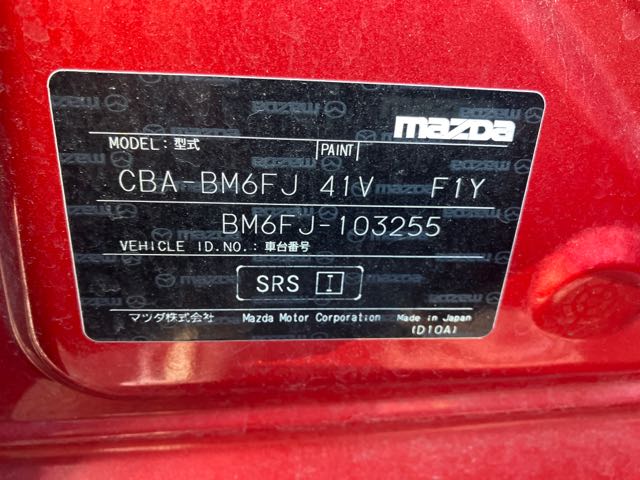 mazda
MODEL: 型式 PAINT
CBA-BM6FJ 41V F1Y
BM6FJ-103255
VEHICLE ID.NO.: 車台番号
SRS I
マツダ株式会社 Mazda Motor Corporation Made in Japan
(D10A)